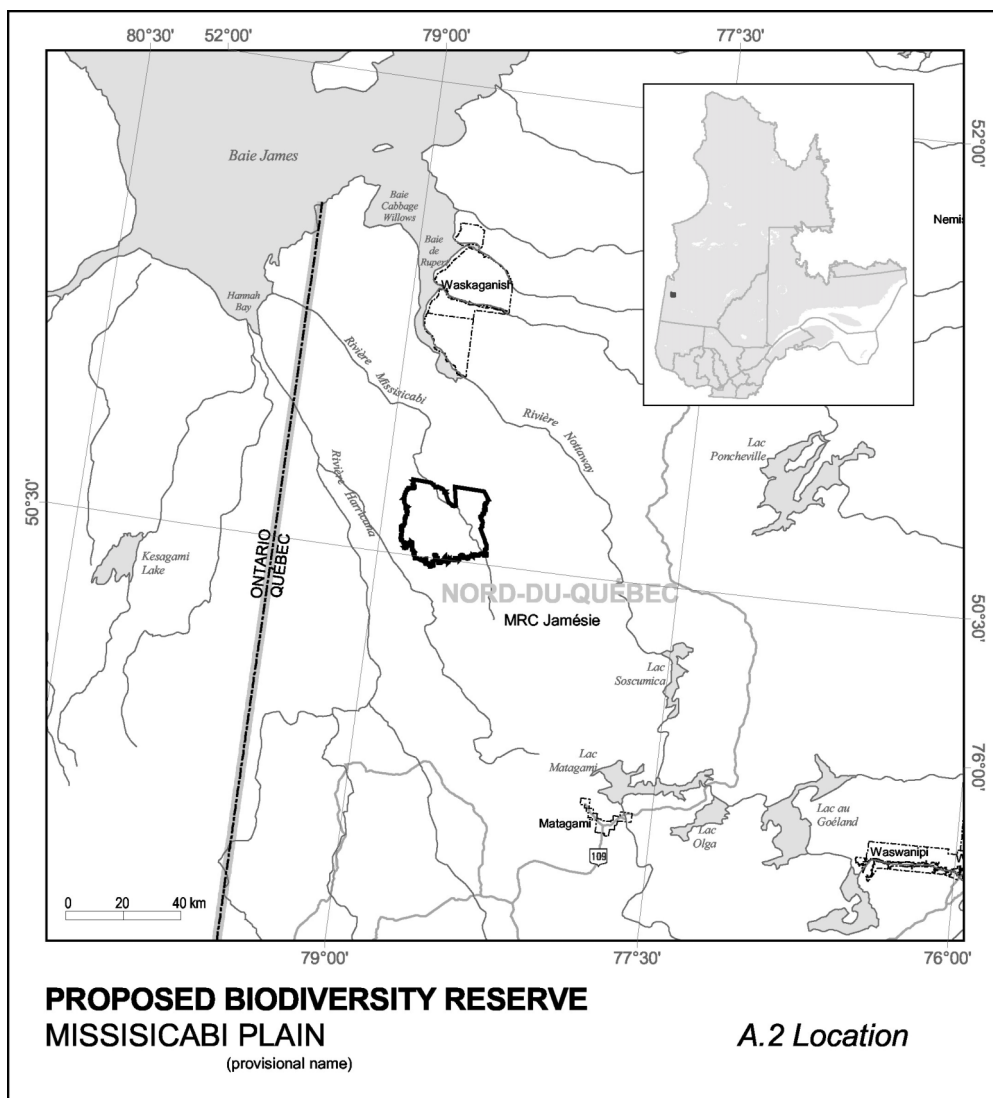 80°30' 52°00' 79°00' 77°30'
52°00'
Baie James
Baie
Cabbage
Willows
Baie
de
Rupert
Waskaganish
Hannah
Bay
Rivière Missisicabi
Rivière Nottaway
Rivière Harricana
Lac
Poncheville
50°30'
Kesagami
Lake
ONTARIO
QUÉBEC
NORD-DU-QUÉBEC
MRC Jamésie
50°30'
Lac
Soscumica
Lac
Matagami
76°00'
Matagami
109
Lac
Olga
Lac au
Goéland
Waswanipi
0 20 40 km
79°00' 77°30' 76°00'
PROPOSED BIODIVERSITY RESERVE
MISSISICABI PLAIN
(provisional name)
A.2 Location